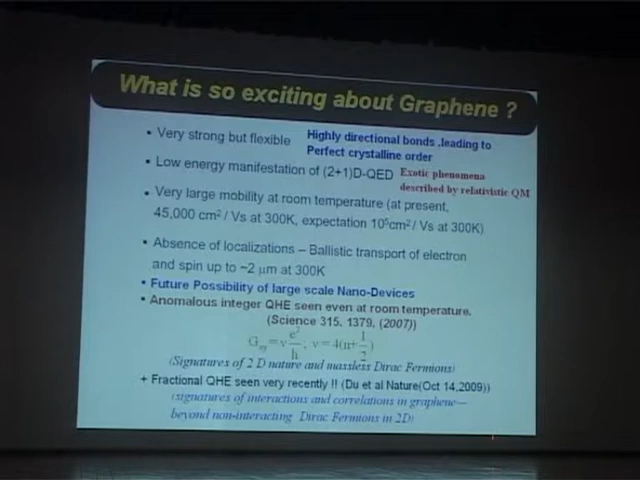 What is so exciting about Graphene ?
• Very strong but flexible Highly directional bonds ,leading to
Perfect crystalline order
• Low energy manifestation of (2+1)D-QED Exotic phenomena
described by relativistic QM
• Very large mobility at room temperature (at present,
45,000 cm²/ Vs at 300K, expectation 10⁵cm²/ Vs at 300K)
• Absence of localizations – Ballistic transport of electron
and spin up to ~2 μm at 300K
• Future Possibility of large scale Nano-Devices
• Anomalous integer QHE seen even at room temperature.
(Science 315, 1379, (2007))
Gxy=ν e²/h ; ν=4(n+1/2)
(Signatures of 2 D nature and massless Dirac Fermions)
+ Fractional QHE seen very recently !! (Du et al Nature(Oct 14,2009))
(signatures of interactions and correlations in graphene—
beyond non-interacting Dirac Fermions in 2D)